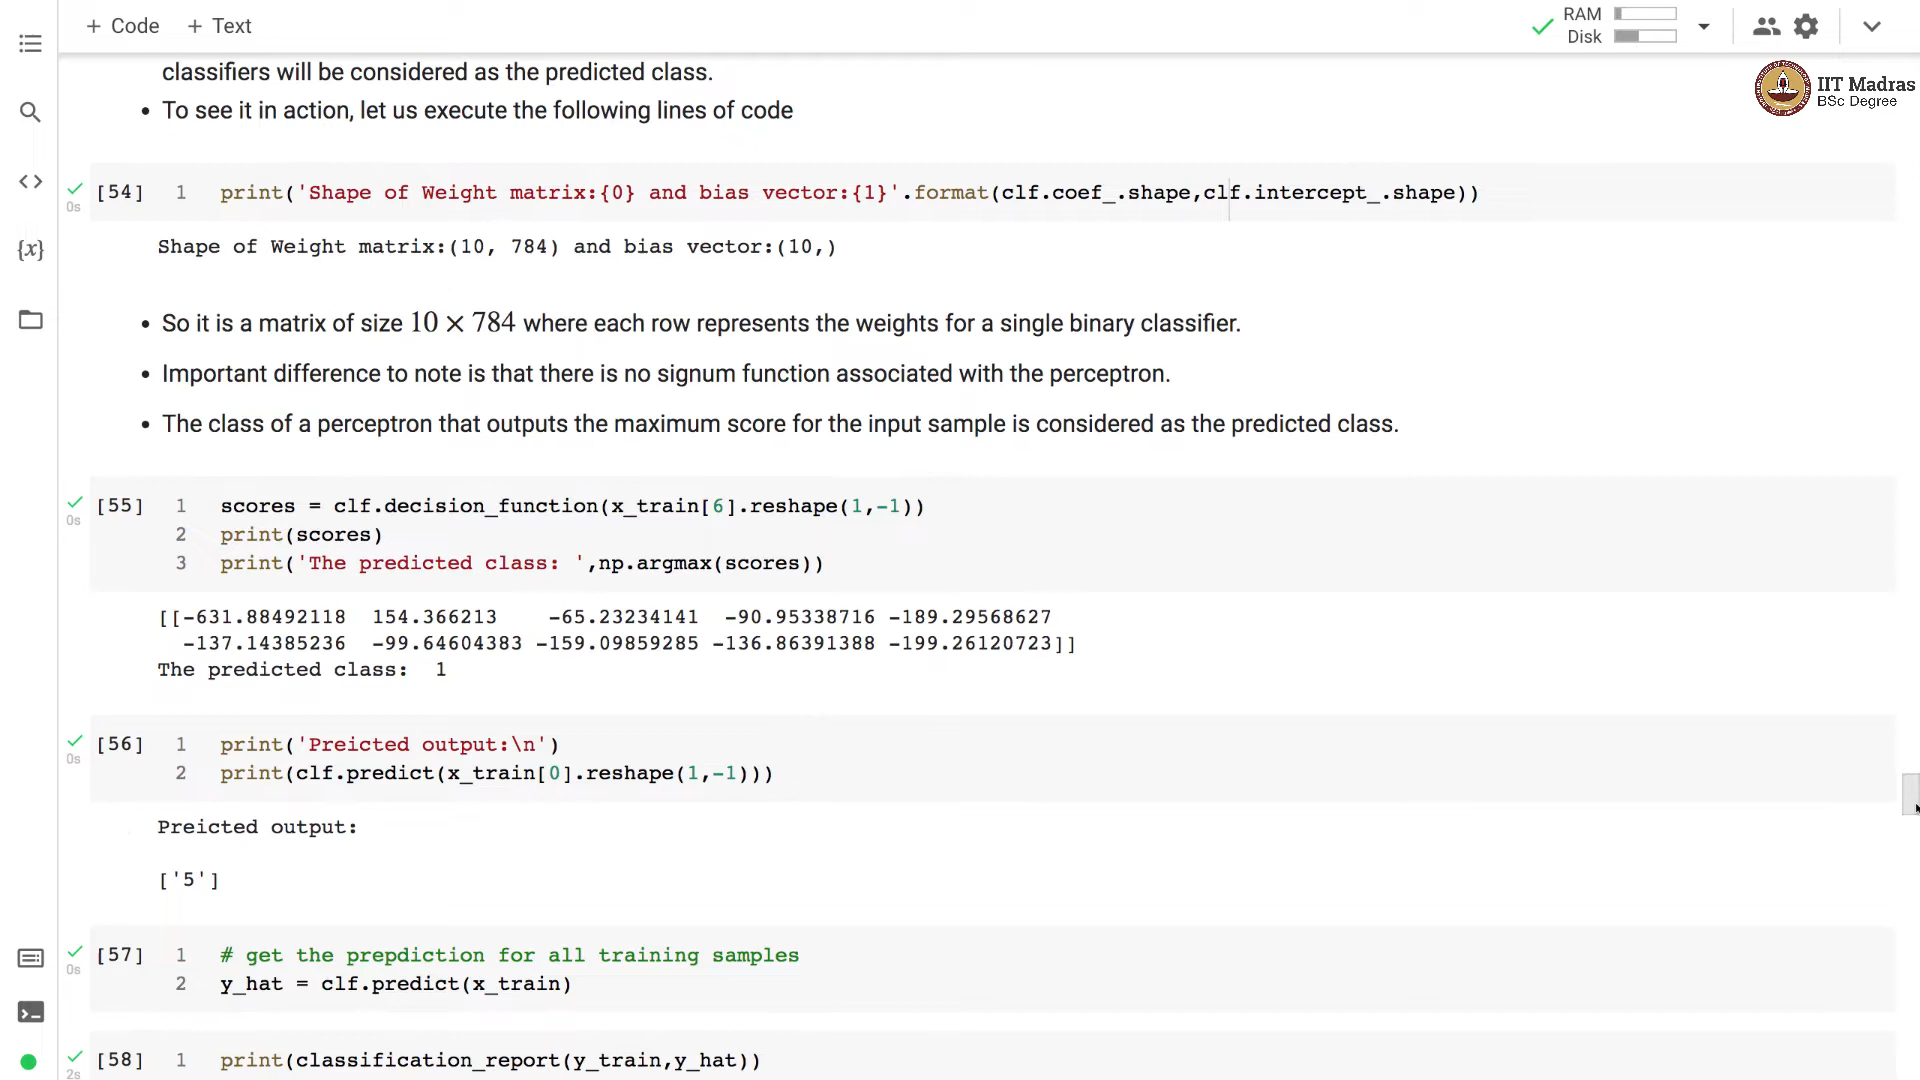 + Code + Text
RAM
Disk
IIT Madras
BSc Degree
classifiers will be considered as the predicted class.
• To see it in action, let us execute the following lines of code
[54] 1 print('Shape of Weight matrix:{0} and bias vector:{1}'.format(clf.coef_.shape,clf.intercept_.shape))
0s
Shape of Weight matrix:(10, 784) and bias vector:(10,)
• So it is a matrix of size 10 × 784 where each row represents the weights for a single binary classifier.
• Important difference to note is that there is no signum function associated with the perceptron.
• The class of a perceptron that outputs the maximum score for the input sample is considered as the predicted class.
[55] 1 scores = clf.decision_function(x_train[6].reshape(1,-1))
0s
2 print(scores)
3 print('The predicted class: ',np.argmax(scores))
[[-631.88492118 154.366213 -65.23234141 -90.95338716 -189.29568627
-137.14385236 -99.64604383 -159.09859285 -136.86391388 -199.26120723]]
The predicted class: 1
[56] 1 print('Preicted output:\n')
0s
2 print(clf.predict(x_train[0].reshape(1,-1)))
Preicted output:
['5']
[57] 1 # get the prepdiction for all training samples
0s
2 y_hat = clf.predict(x_train)
[58] 1 print(classification_report(y_train,y_hat))
2s